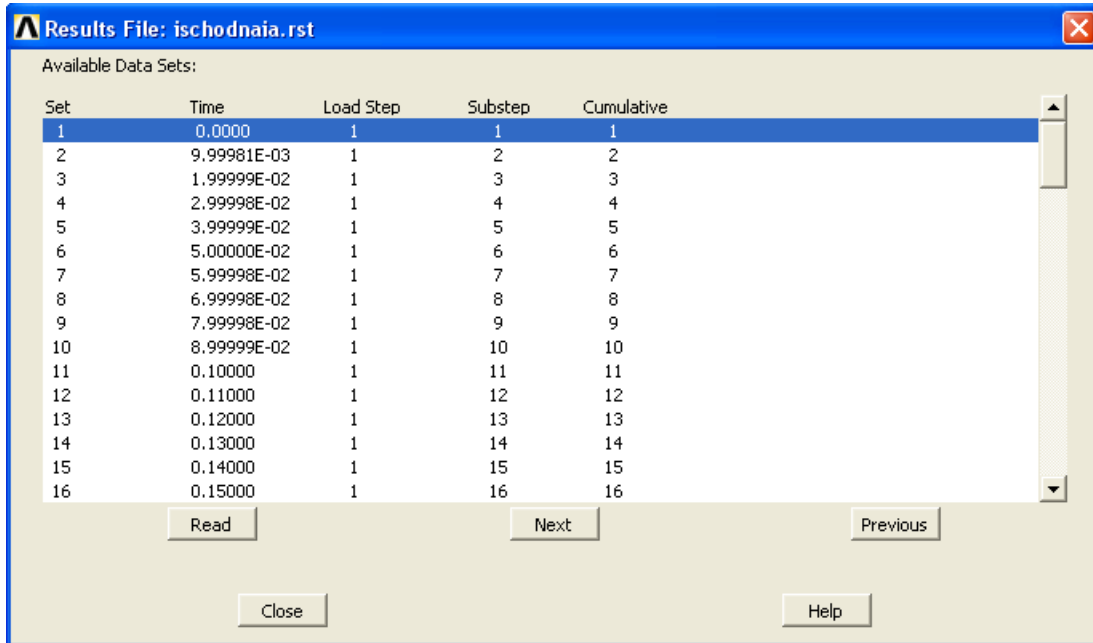 Results File: ischodnaia.rst
Available Data Sets:
Set Time Load Step Substep Cumulative
1 0.0000 1 1 1
2 9.99981E-03 1 2 2
3 1.99999E-02 1 3 3
4 2.99998E-02 1 4 4
5 3.99999E-02 1 5 5
6 5.00000E-02 1 6 6
7 5.99998E-02 1 7 7
8 6.99998E-02 1 8 8
9 7.99998E-02 1 9 9
10 8.99999E-02 1 10 10
11 0.10000 1 11 11
12 0.11000 1 12 12
13 0.12000 1 13 13
14 0.13000 1 14 14
15 0.14000 1 15 15
16 0.15000 1 16 16
Read Next Previous
Close Help